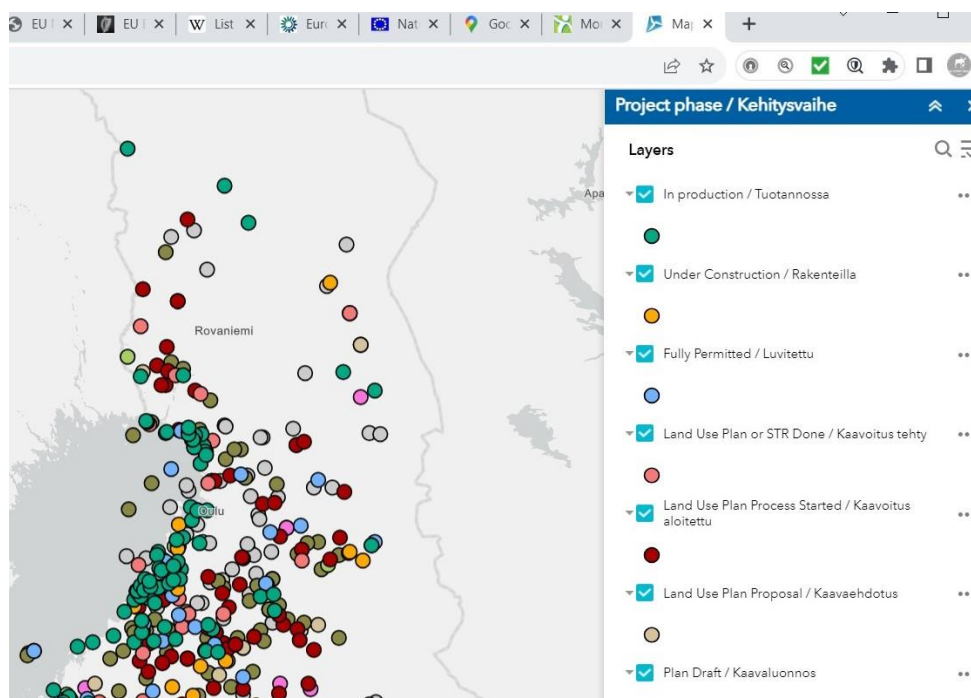 EU
EU
List
Euro
Nat
Goo
Mo
Ma
Project phase / Kehitysvaihe
Layers
Apa
In production / Tuotannossa
Under Construction / Rakenteilla
Rovaniemi
Fully Permitted / Luvitettu
Land Use Plan or STR Done / Kaavoitus tehty
Oulu
Land Use Plan Process Started / Kaavoitus
aloitettu
Land Use Plan Proposal / Kaavaehdotus
Plan Draft / Kaavaluonnos